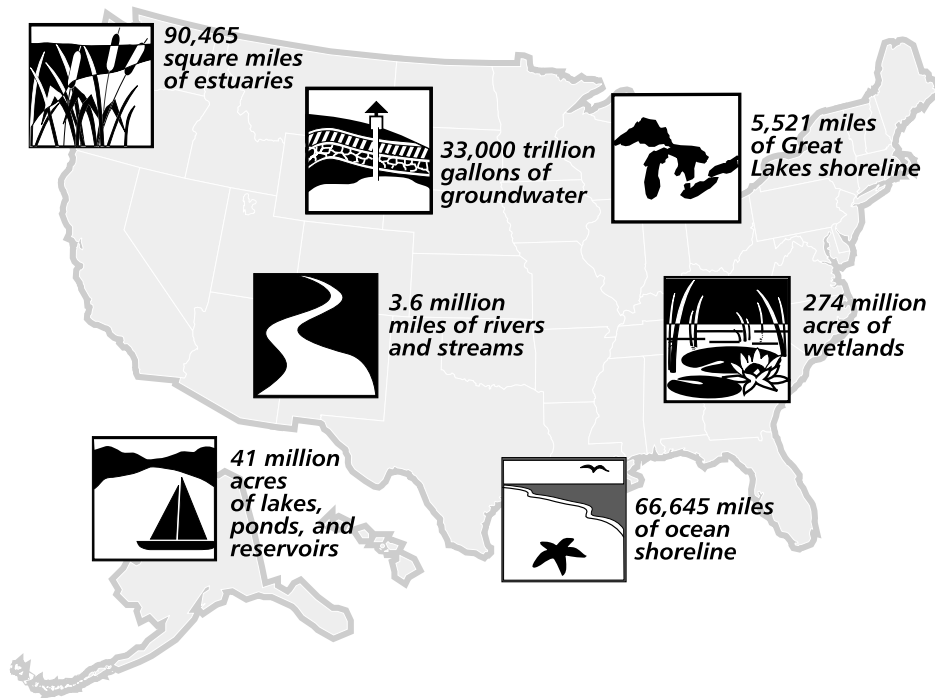 90,465
square miles
of estuaries
33,000 trillion
gallons of
groundwater
5,521 miles
of Great
Lakes shoreline
3.6 million
miles of rivers
and streams
274 million
acres of
wetlands
41 million
acres
of lakes,
ponds, and
reservoirs
66,645 miles
of ocean
shoreline